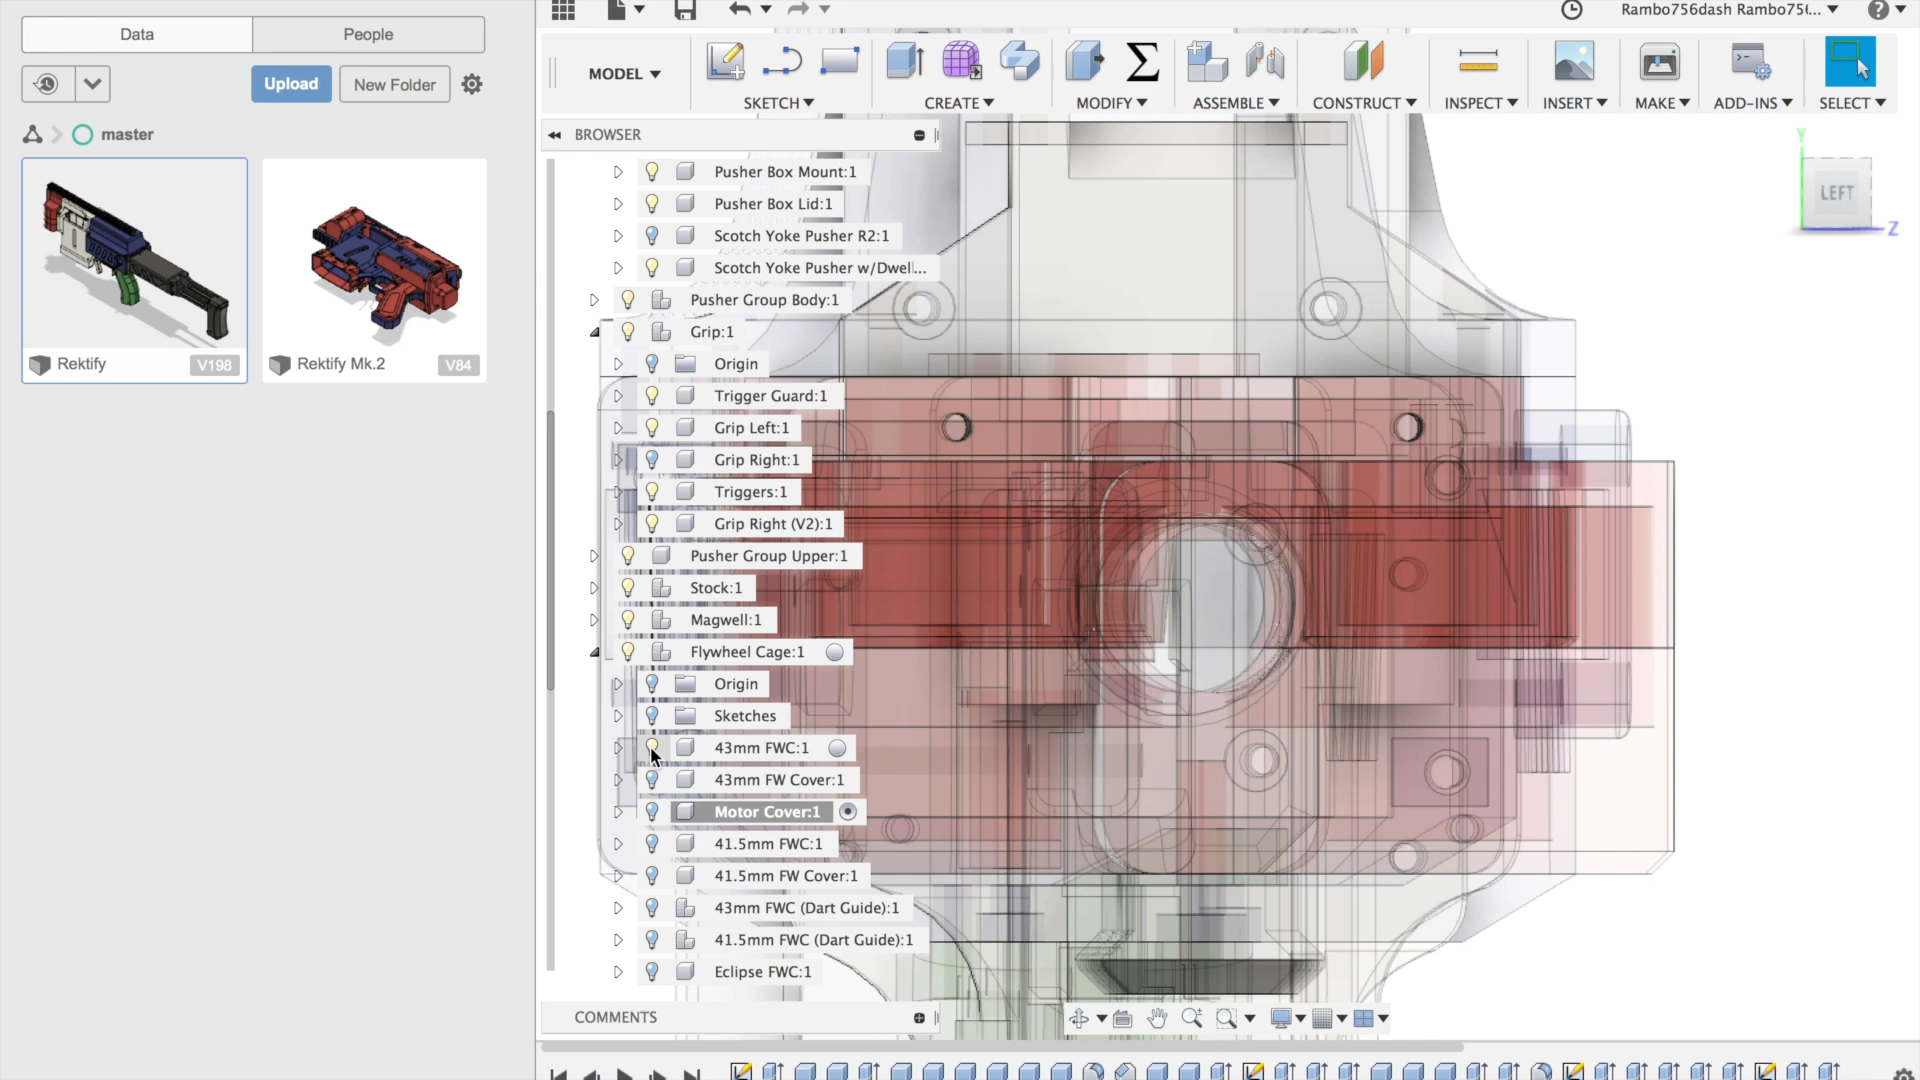 Data
People
Upload
New Folder
master
Rektify
V198
Rektify Mk.2
V84
Rambo756dash Rambo75(...
?
MODEL
SKETCH
CREATE
MODIFY
ASSEMBLE
CONSTRUCT
INSPECT
INSERT
MAKE
ADD-INS
SELECT
BROWSER
Pusher Box Mount:1
Pusher Box Lid:1
Scotch Yoke Pusher R2:1
Scotch Yoke Pusher w/Dwell...
Pusher Group Body:1
Grip:1
Origin
Trigger Guard:1
Grip Left:1
Grip Right:1
Triggers:1
Grip Right (V2):1
Pusher Group Upper:1
Stock:1
Magwell:1
Flywheel Cage:1
Origin
Sketches
43mm FWC:1
43mm FW Cover:1
Motor Cover:1
41.5mm FWC:1
41.5mm FW Cover:1
43mm FWC (Dart Guide):1
41.5mm FWC (Dart Guide):1
Eclipse FWC:1
COMMENTS
Y
LEFT
Z